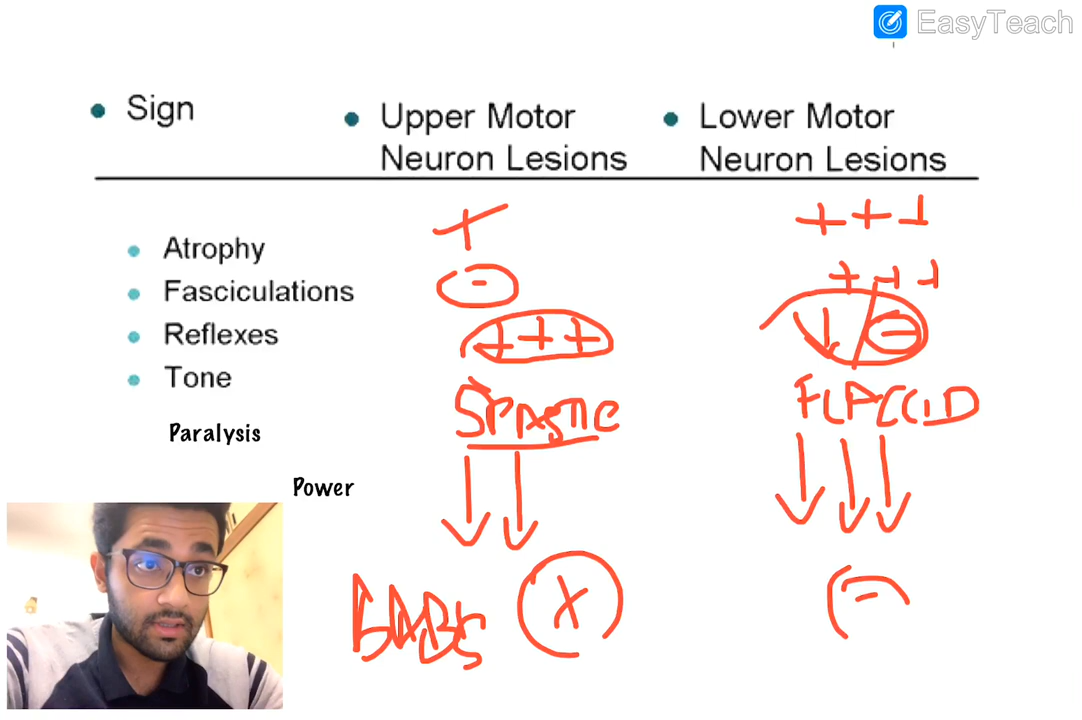 EasyTeach
Sign
Upper Motor
Neuron Lesions
Lower Motor
Neuron Lesions
Atrophy + +++
Fasciculations - +++
Reflexes +++ ↓/-
Tone SPASTIC FLACCID
Paralysis
Power ↓↓ ↓↓↓
BABS + -